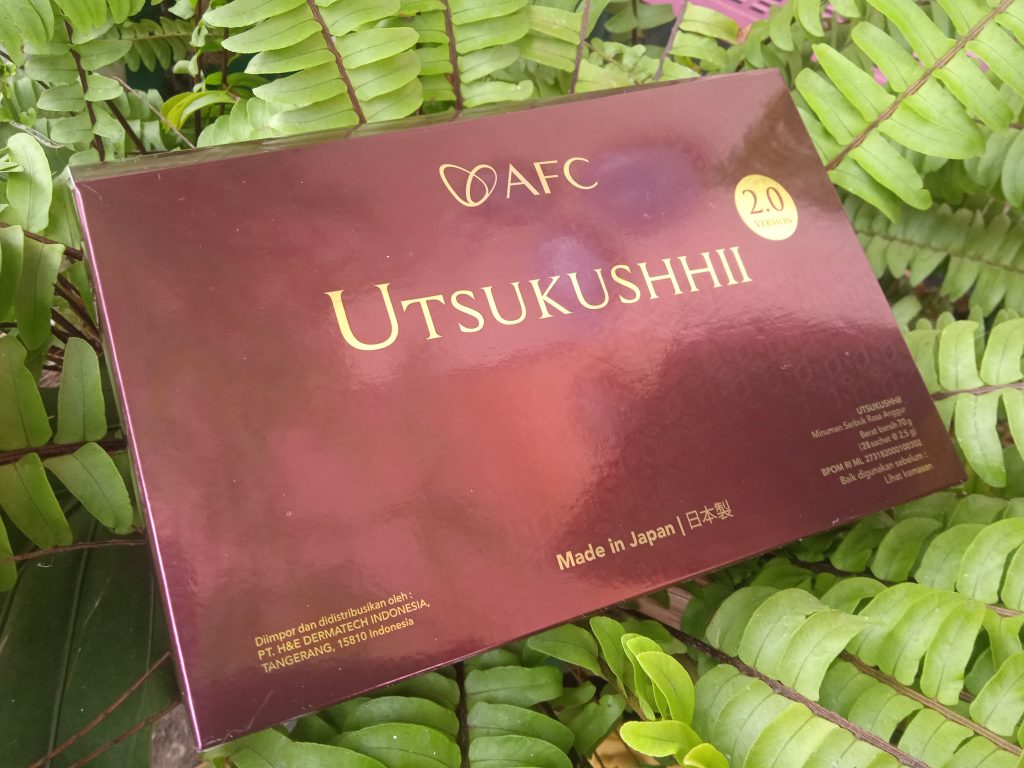 AFC
2.0
VERSION
UTSUKUSHHII
UTSUKUSHHII
Minuman Serbuk Rasa Anggur
Berat bersih 70 g
(28 sachet @ 2,5 g)
BPOM RI ML 273182000100302
Baik digunakan sebelum :
Lihat kemasan
Made in Japan | 日本製
Diimpor dan didistribusikan oleh :
PT. H&E DERMATECH INDONESIA,
TANGERANG, 15810 Indonesia